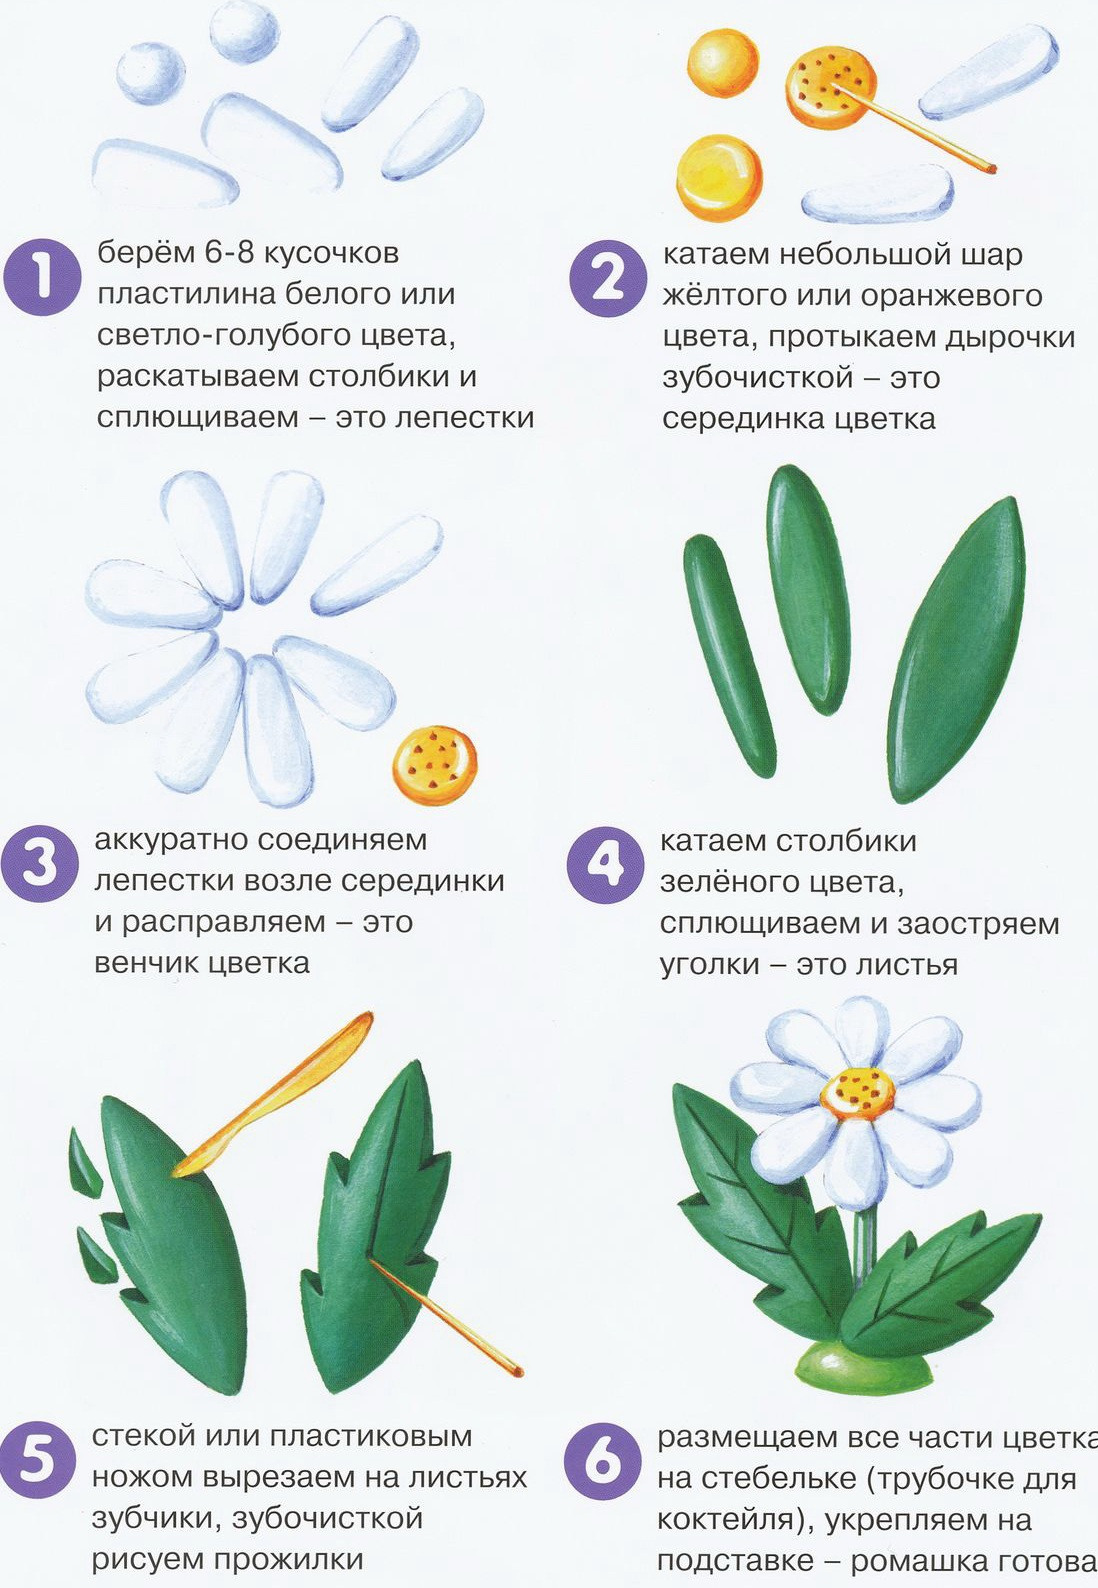 1
берём 6-8 кусочков
пластилина белого или
светло-голубого цвета,
раскатываем столбики и
сплющиваем – это лепестки
2
катаем небольшой шар
жёлтого или оранжевого
цвета, протыкаем дырочки
зубочисткой – это
серединка цветка
3
аккуратно соединяем
лепестки возле серединки
и расправляем – это
венчик цветка
4
катаем столбики
зелёного цвета,
сплющиваем и заостряем
уголки – это листья
5
стекой или пластиковым
ножом вырезаем на листьях
зубчики, зубочисткой
рисуем прожилки
6
размещаем все части цветка
на стебельке (трубочке для
коктейля), укрепляем на
подставке – ромашка готова